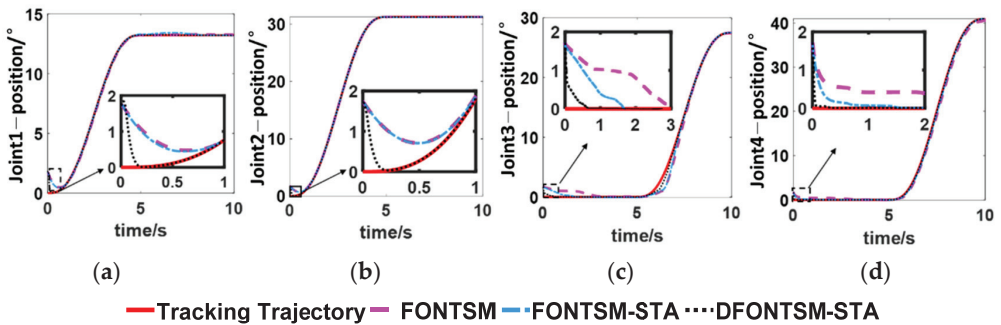 Joint1−position/°
15
10
5
0
2
1
0
0 0.5 1
0 5 10
time/s
(a)
Joint2−position/°
30
20
10
0
2
1
0
0 0.5 1
0 5 10
time/s
(b)
Joint3−position/°
30
20
10
0
2
1
0
0 1 2 3
0 5 10
time/s
(c)
Joint4−position/°
40
30
20
10
0
2
1
0
0 1 2
0 5 10
time/s
(d)
Tracking Trajectory FONTSM FONTSM-STA DFONTSM-STA